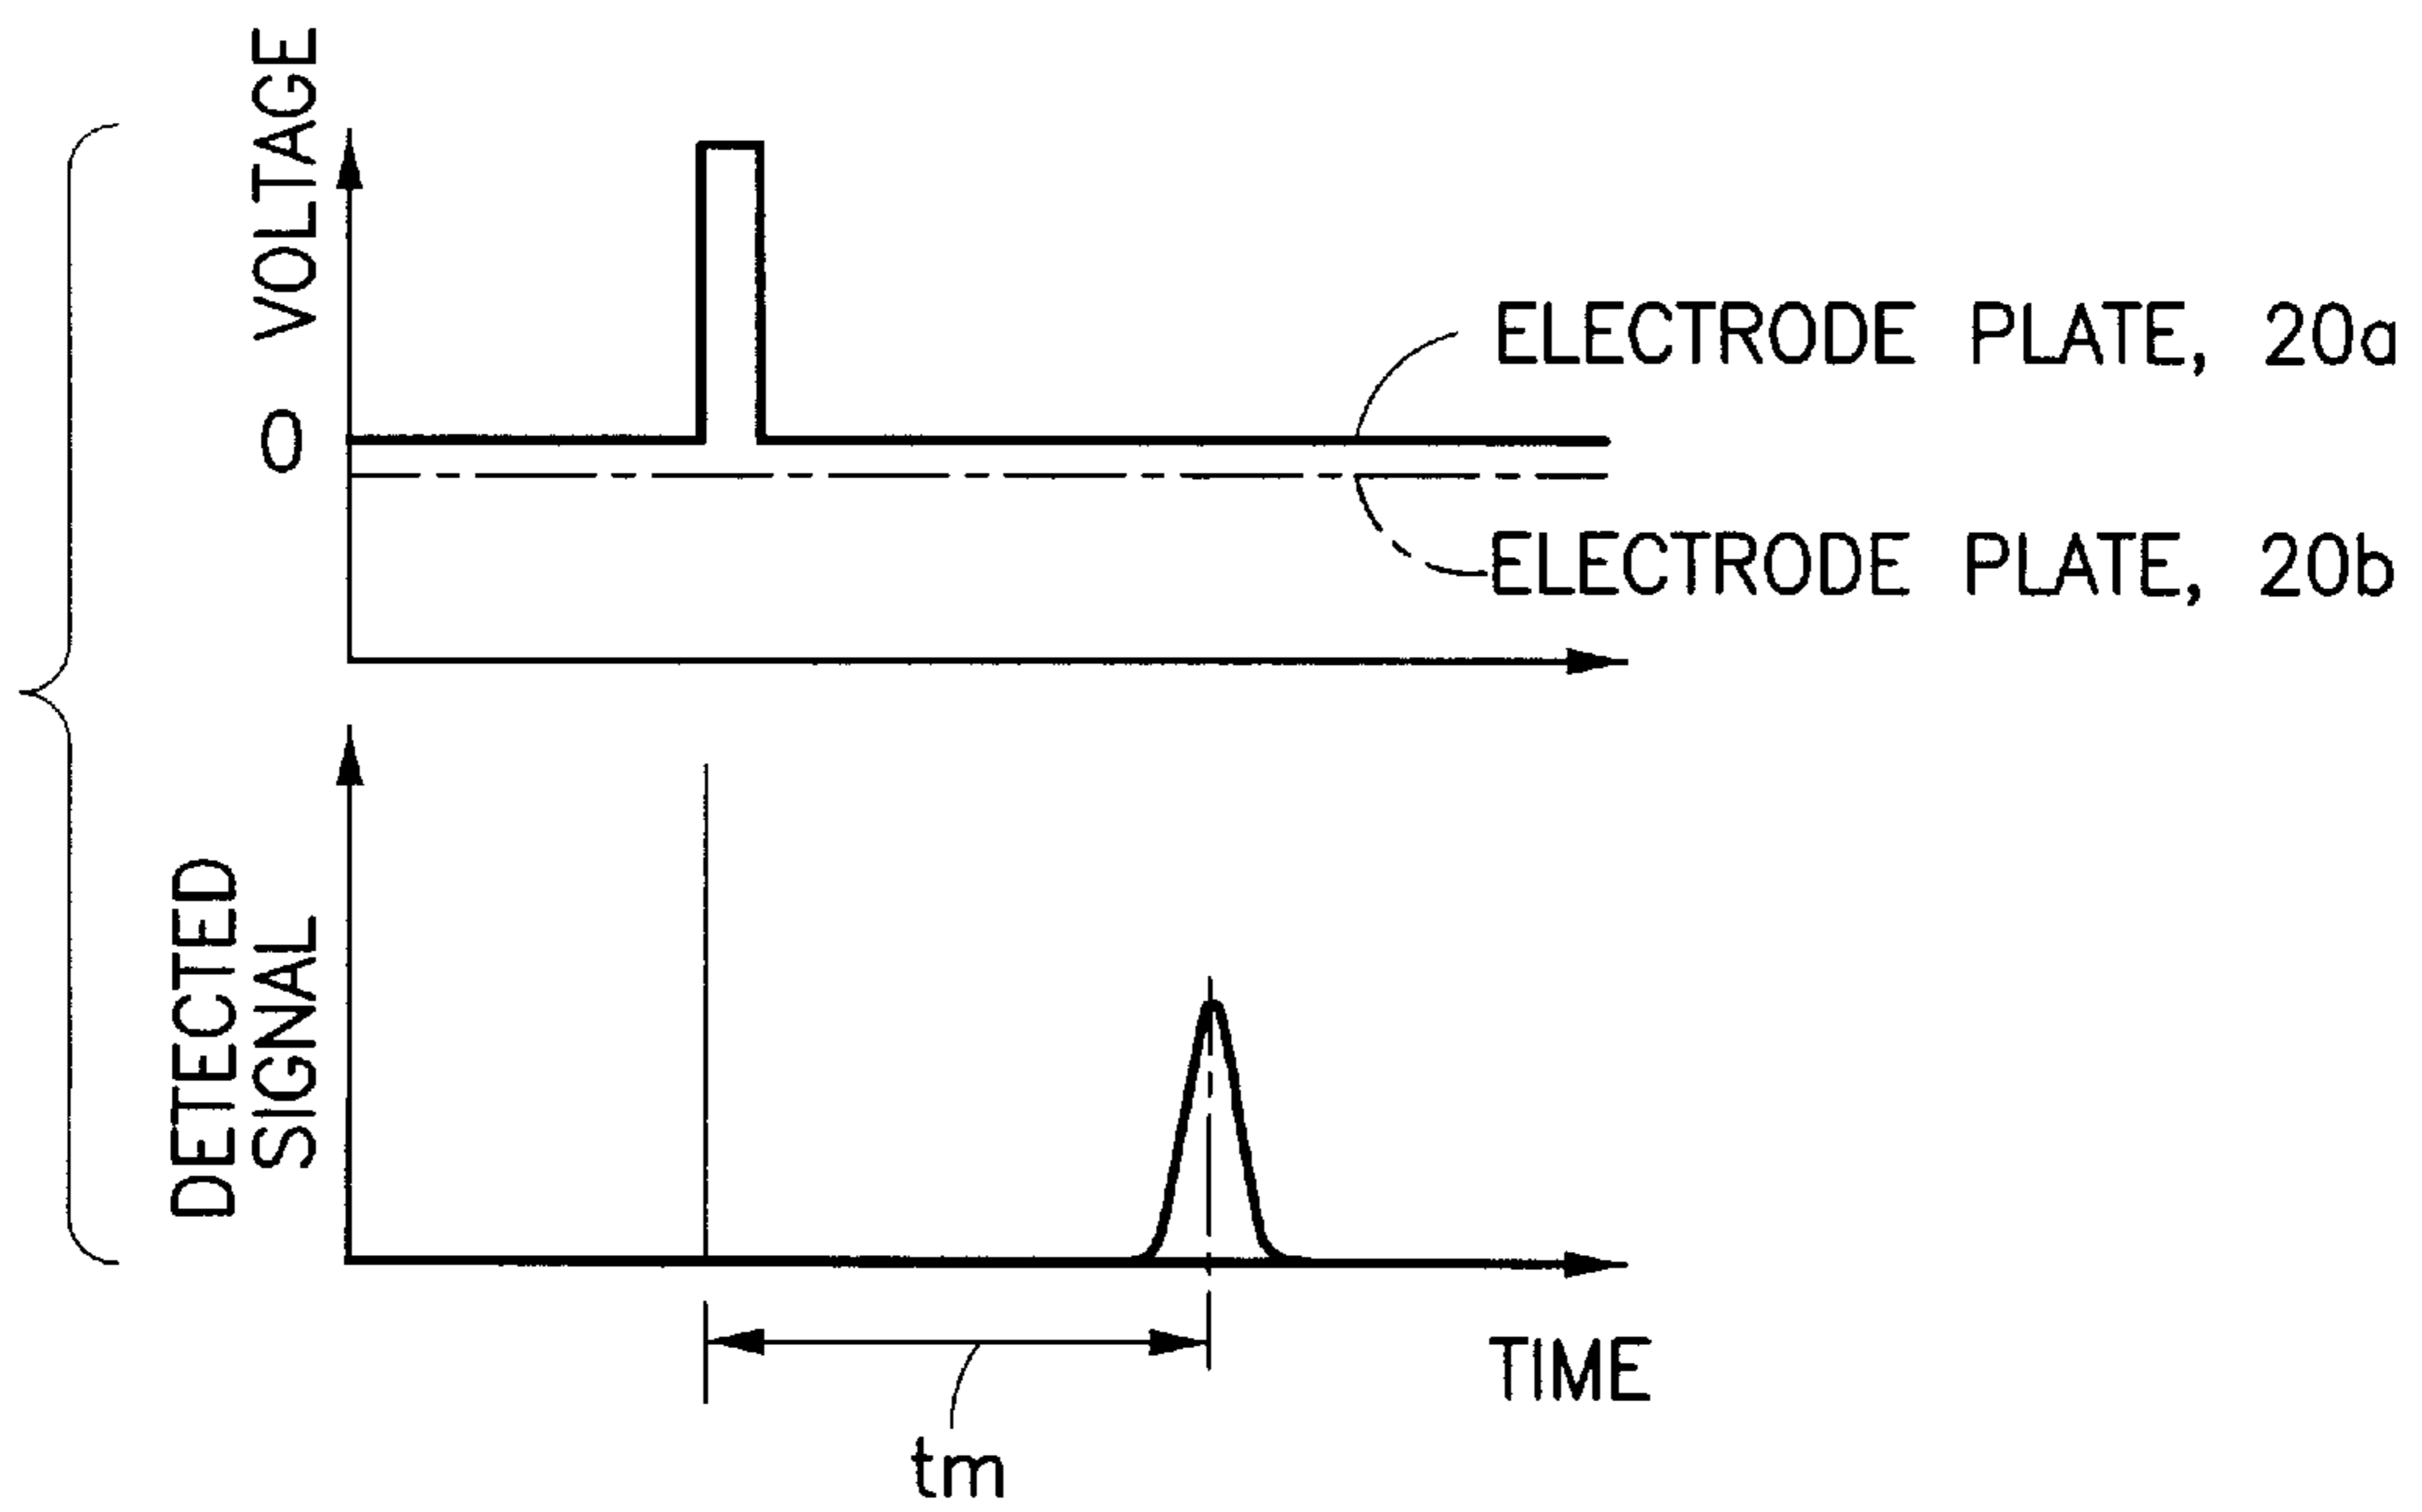 VOLTAGE
0
ELECTRODE PLATE, 20a
ELECTRODE PLATE, 20b
DETECTED
SIGNAL
TIME
tm